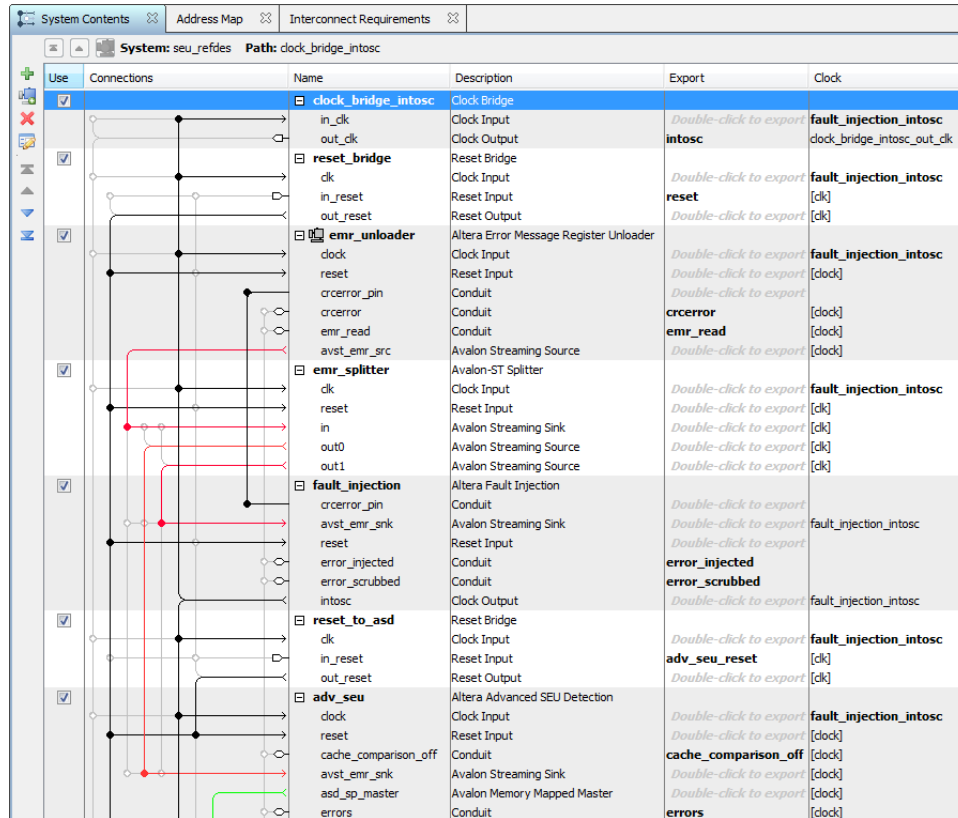 System Contents Address Map Interconnect Requirements
System: seu_refdes Path: clock_bridge_intosc
Use Connections Name Description Export Clock
clock_bridge_intosc Clock Bridge
in_clk Clock Input Double-click to export fault_injection_intosc
out_clk Clock Output intosc clock_bridge_intosc_out_clk
reset_bridge Reset Bridge
clk Clock Input Double-click to export fault_injection_intosc
in_reset Reset Input reset [clk]
out_reset Reset Output Double-click to export [clk]
emr_unloader Altera Error Message Register Unloader
clock Clock Input Double-click to export fault_injection_intosc
reset Reset Input Double-click to export [clock]
crcerror_pin Conduit Double-click to export
crcerror Conduit crcerror [clock]
emr_read Conduit emr_read [clock]
avst_emr_src Avalon Streaming Source Double-click to export [clock]
emr_splitter Avalon-ST Splitter
clk Clock Input Double-click to export fault_injection_intosc
reset Reset Input Double-click to export [clk]
in Avalon Streaming Sink Double-click to export [clk]
out0 Avalon Streaming Source Double-click to export [clk]
out1 Avalon Streaming Source Double-click to export [clk]
fault_injection Altera Fault Injection
crcerror_pin Conduit Double-click to export
avst_emr_snk Avalon Streaming Sink Double-click to export fault_injection_intosc
reset Reset Input Double-click to export
error_injected Conduit error_injected
error_scrubbed Conduit error_scrubbed
intosc Clock Output Double-click to export fault_injection_intosc
reset_to_asd Reset Bridge
clk Clock Input Double-click to export fault_injection_intosc
in_reset Reset Input adv_seu_reset [clk]
out_reset Reset Output Double-click to export [clk]
adv_seu Altera Advanced SEU Detection
clock Clock Input Double-click to export fault_injection_intosc
reset Reset Input Double-click to export [clock]
cache_comparison_off Conduit cache_comparison_off [clock]
avst_emr_snk Avalon Streaming Sink Double-click to export [clock]
asd_sp_master Avalon Memory Mapped Master Double-click to export [clock]
errors Conduit errors [clock]